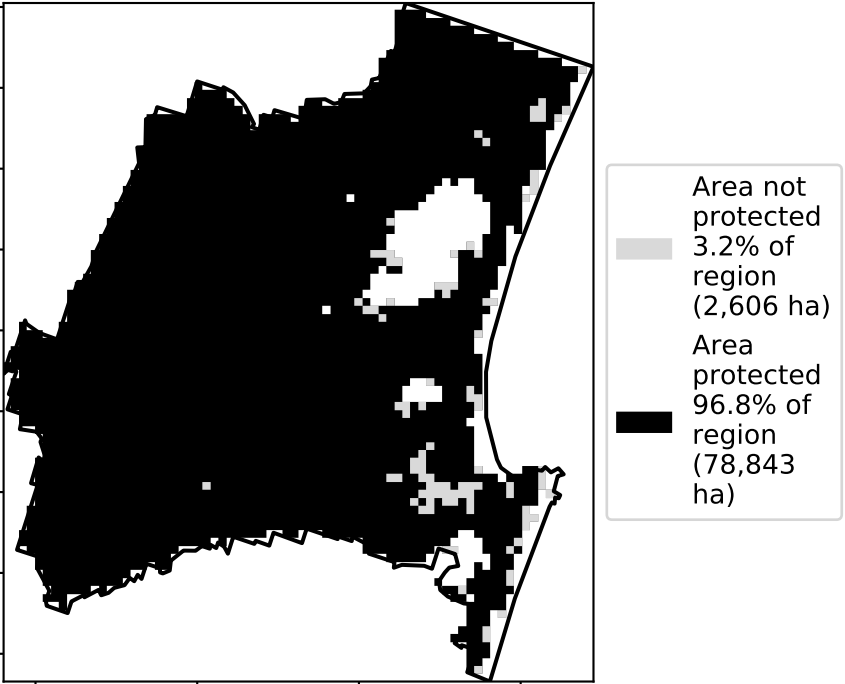 Area not
protected
3.2% of
region
(2,606 ha)
Area
protected
96.8% of
region
(78,843
ha)